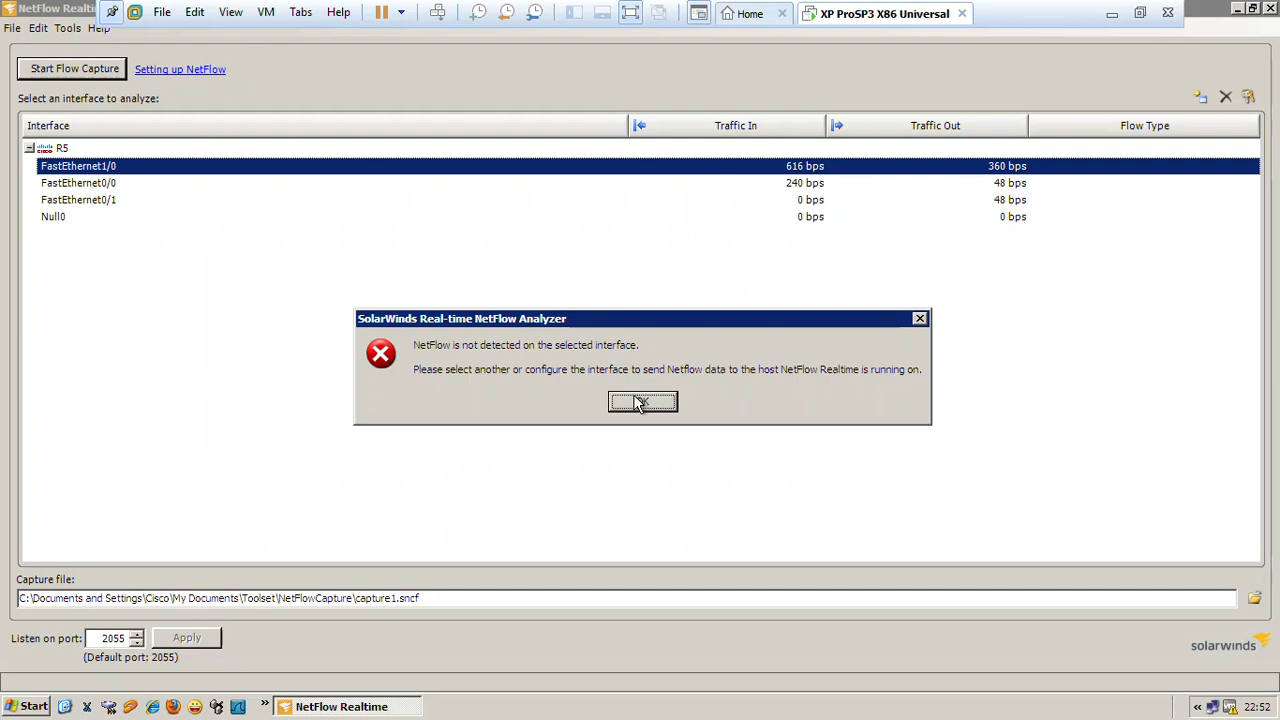 NetFlow Realtim
File Edit View VM Tabs Help
Home
XP ProSP3 X86 Universal
File Edit Tools Help
Start Flow Capture
Setting up NetFlow
Select an interface to analyze:
Interface Traffic In Traffic Out Flow Type
cisco R5
FastEthernet1/0 616 bps 360 bps
FastEthernet0/0 240 bps 48 bps
FastEthernet0/1 0 bps 48 bps
Null0 0 bps 0 bps
SolarWinds Real-time NetFlow Analyzer
NetFlow is not detected on the selected interface.
Please select another or configure the interface to send Netflow data to the host NetFlow Realtime is running on.
Capture file:
C:\Documents and Settings\Cisco\My Documents\Toolset\NetFlowCapture\capture1.sncf
Listen on port: 2055 Apply
(Default port: 2055)
solarwinds
Start
NetFlow Realtime
22:52